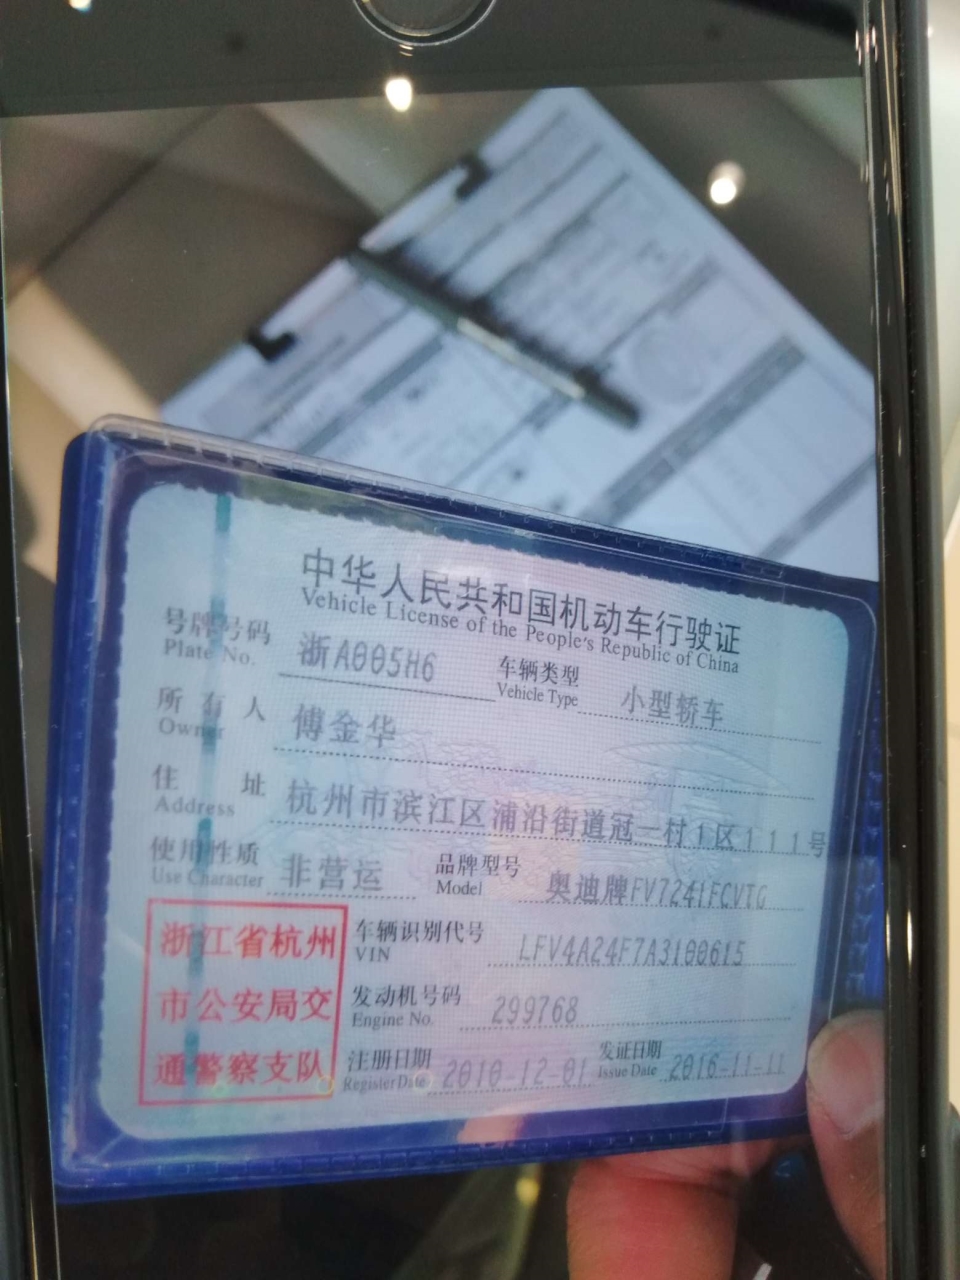 中华人民共和国机动车行驶证
Vehicle License of the People's Republic of China
号牌号码 浙A005H6 车辆类型 小型轿车
Plate No. Vehicle Type
所有人 傅金华
Owner
住址 杭州市滨江区浦沿街道冠一村1区111号
Address
使用性质 非营运 品牌型号 奥迪牌FV7241FCVTG
Use Character Model
浙江省杭州
市公安局交
通警察支队
车辆识别代号 LFV4A24F7A3100615
VIN
发动机号码 299768
Engine No.
注册日期 2010-12-01 发证日期 2016-11-11
Register Date Issue Date